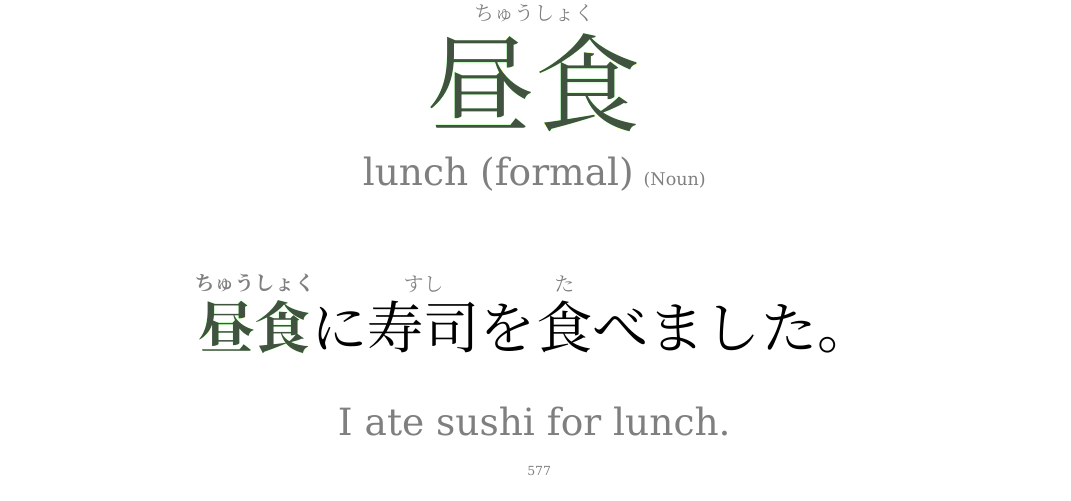 ちゅうしょく
昼食
lunch (formal) (Noun)
ちゅうしょく すし た
昼食に寿司を食べました。
I ate sushi for lunch.
577